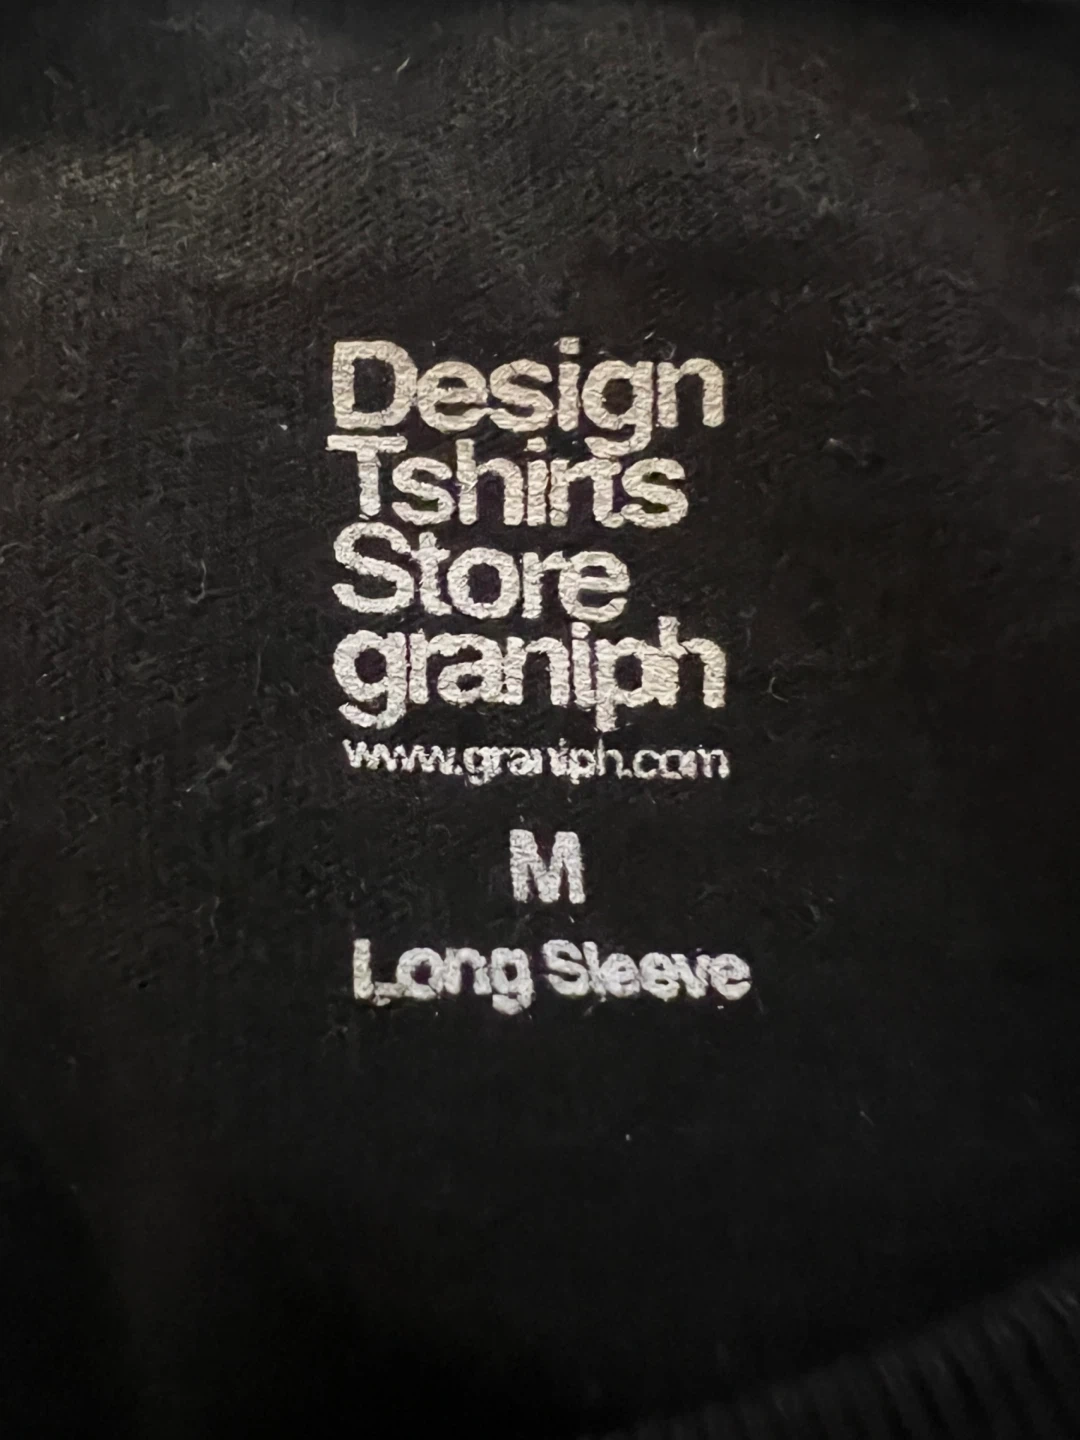 Design
Tshirts
Store
graniph
www.graniph.com
M
Long Sleeve